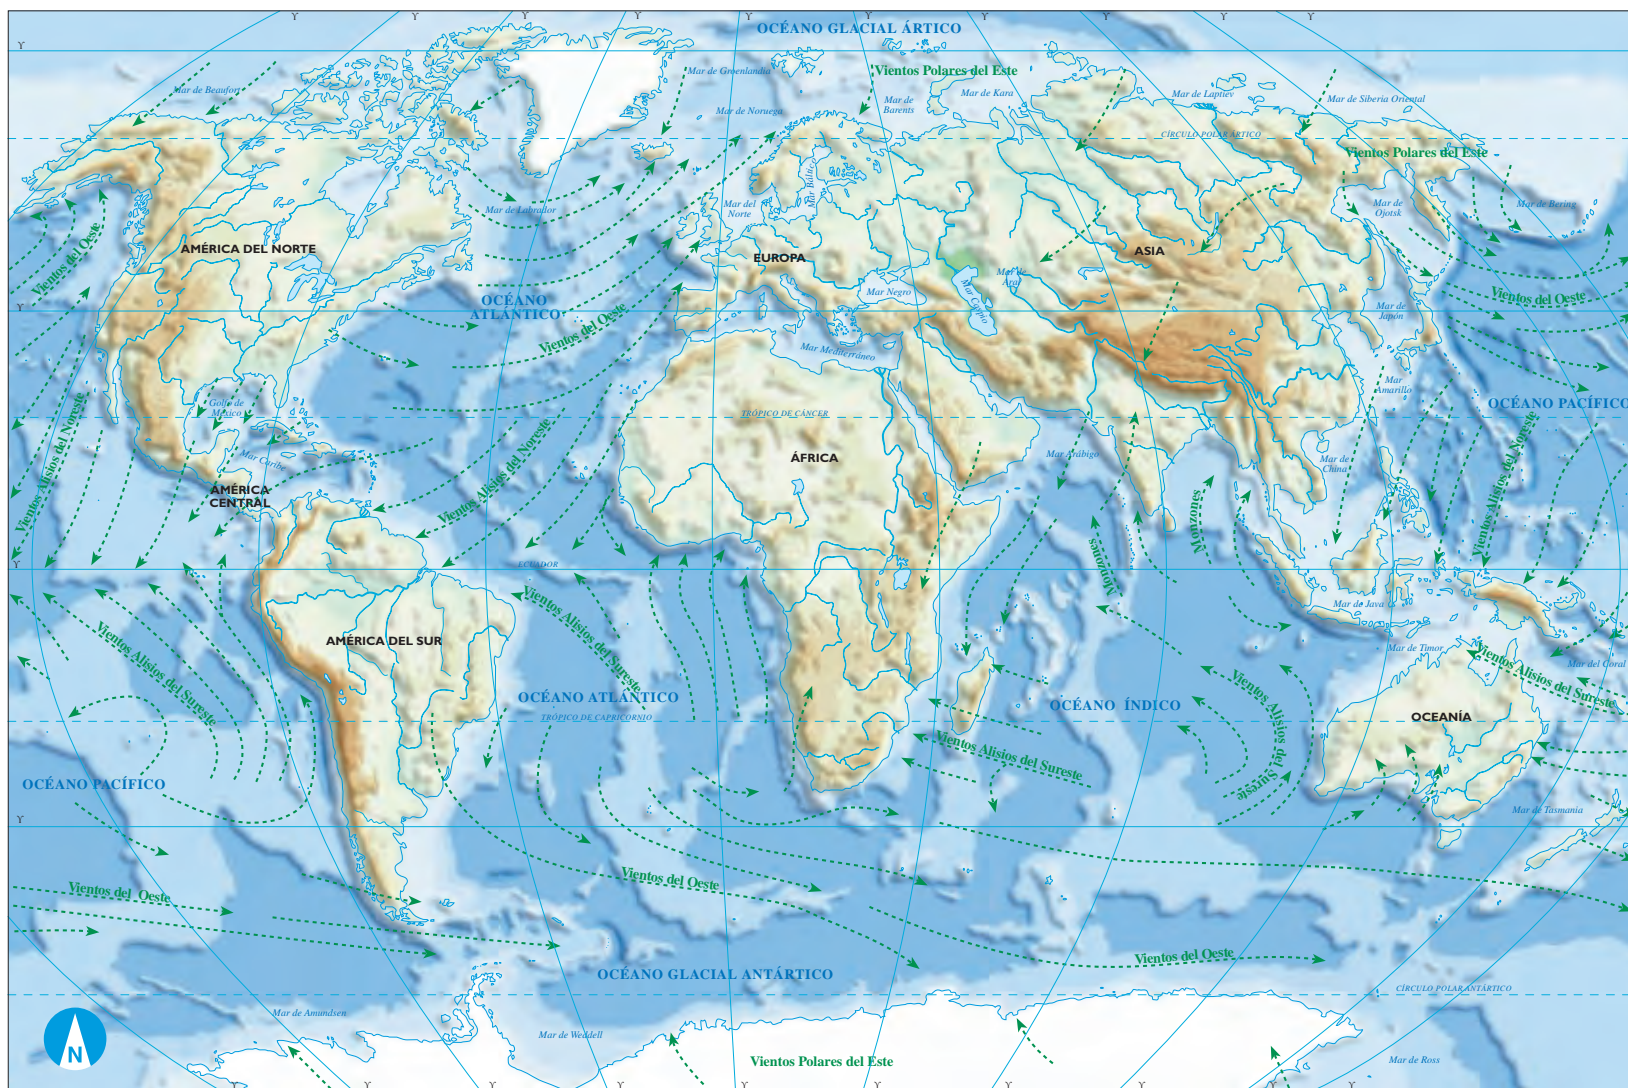 OCÉANO GLACIAL ÁRTICO
Mar de Groenlandia
Vientos Polares del Este
Mar de Beaufort
Mar de
Barents
Mar de Kara
Mar de Laptiev
Mar de Siberia Oriental
Mar de Noruega
CÍRCULO POLAR ÁRTICO
Vientos Polares del Este
Mar de Labrador
Mar del
Norte
Mar Báltico
Mar de
Ojotsk
Mar de Bering
Vientos del Oeste
AMÉRICA DEL NORTE
EUROPA
ASIA
OCÉANO
ATLÁNTICO
Mar Negro
Mar Caspio
Mar de
Aral
Mar de
Japón
Vientos del Oeste
Vientos del Oeste
Mar Mediterráneo
Mar
Amarillo
Golfo de
México
TRÓPICO DE CÁNCER
OCÉANO PACÍFICO
Vientos Alisios del Noreste
Mar Caribe
Vientos Alisios del Noreste
ÁFRICA
Mar Arábigo
Mar de
China
Vientos Alisios del Noreste
AMÉRICA
CENTRAL
Monzones
Monzones
ECUADOR
Mar de Java
Vientos Alisios del Sureste
AMÉRICA DEL SUR
Vientos Alisios del Sureste
Mar de Timor
Vientos Alisios del Sureste
Mar del Coral
OCÉANO ATLÁNTICO
TRÓPICO DE CAPRICORNIO
OCÉANO ÍNDICO
Vientos Alisios del Sureste
OCEANÍA
Vientos Alisios del Sureste
OCÉANO PACÍFICO
Mar de Tasmania
Vientos del Oeste
Vientos del Oeste
Vientos del Oeste
OCÉANO GLACIAL ANTÁRTICO
CÍRCULO POLAR ANTÁRTICO
Mar de Amundsen
Mar de Weddell
Vientos Polares del Este
Mar de Ross
N